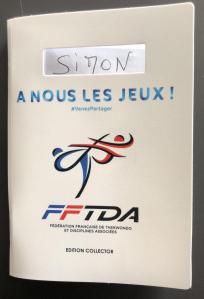 SiMON
A NOUS LES JEUX !
#VenezPartager
FFTDA
FÉDÉRATION FRANÇAISE DE TAEKWONDO
ET DISCIPLINES ASSOCIÉES
EDITION COLLECTOR